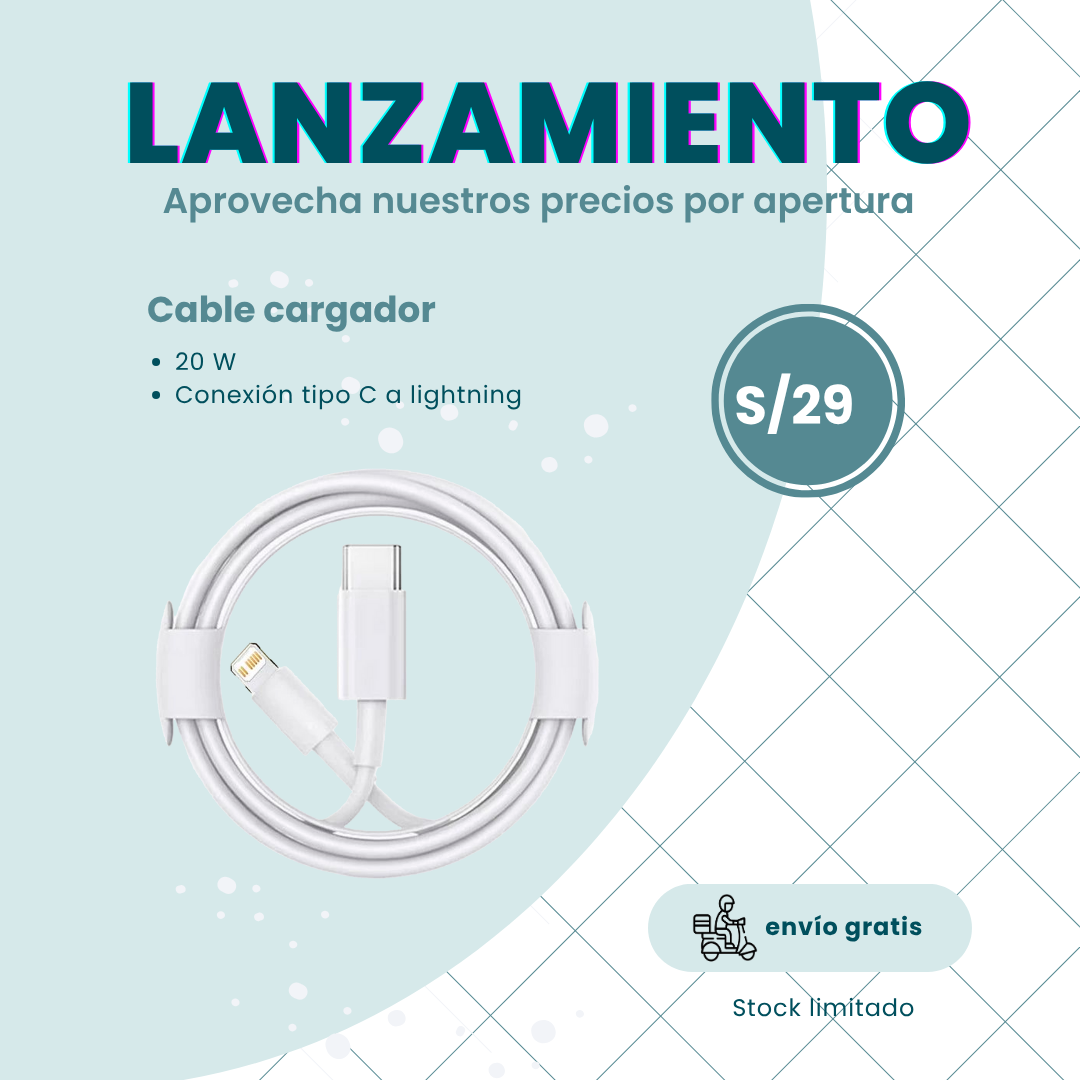 LANZAMIENTO
Aprovecha nuestros precios por apertura
Cable cargador
• 20 W
• Conexión tipo C a lightning
S/29
envío gratis
Stock limitado